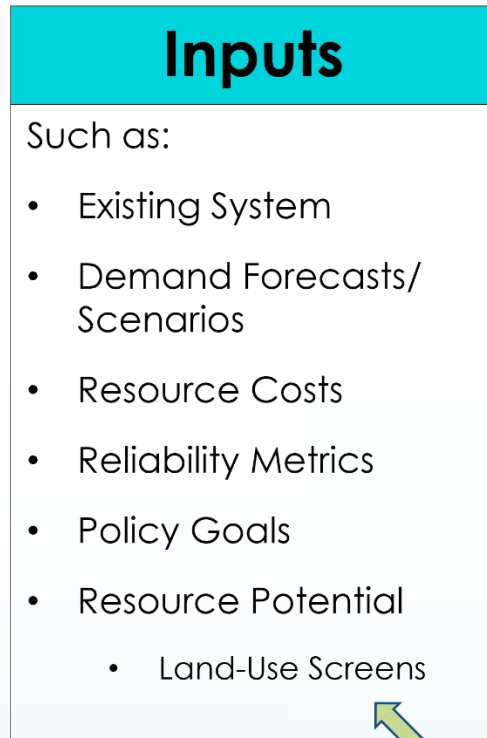 Inputs
Such as:
• Existing System
• Demand Forecasts/
Scenarios
• Resource Costs
• Reliability Metrics
• Policy Goals
• Resource Potential
• Land-Use Screens